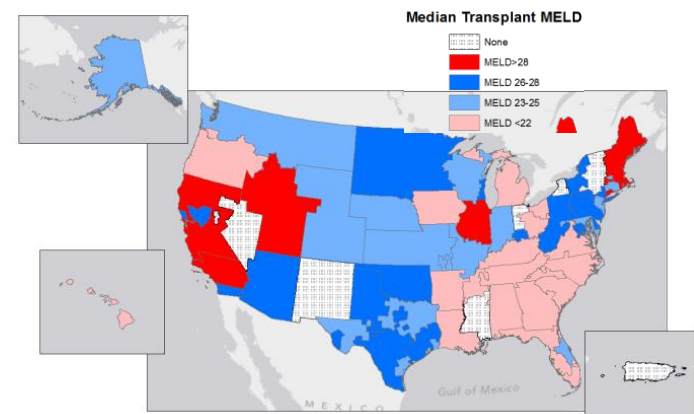 Median Transplant MELD
None
MELD>28
MELD 26-28
MELD 23-25
MELD <22
Gulf of Mexico
MEXICO